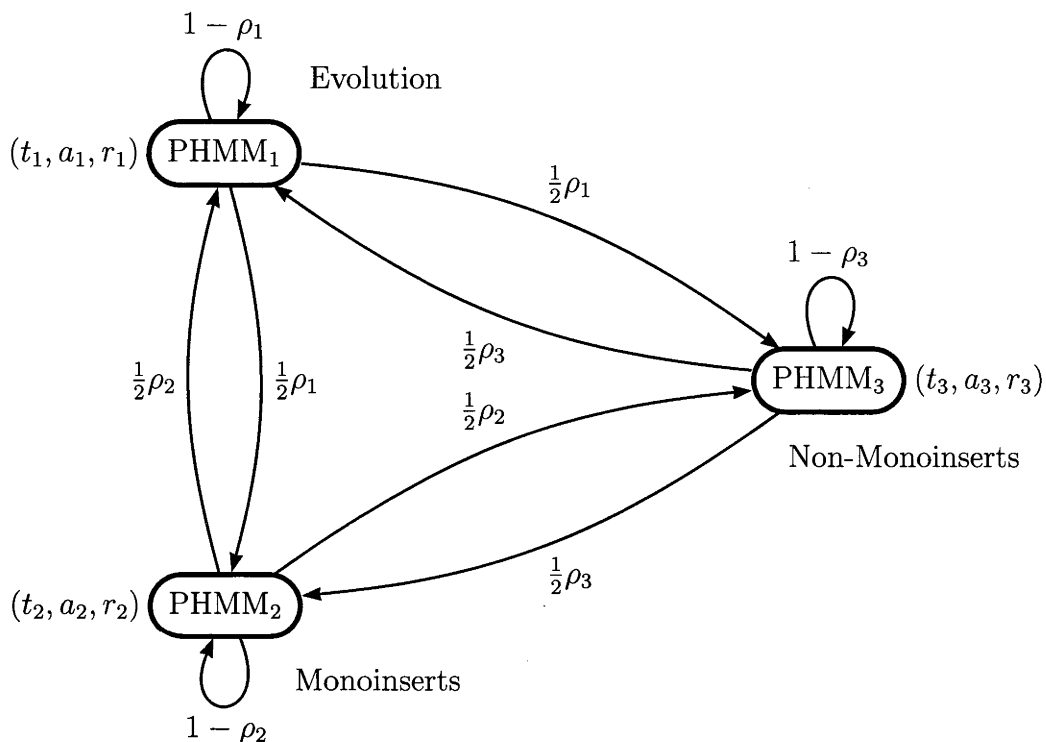 1 − ρ₁
Evolution
(t₁, a₁, r₁) PHMM₁
½ρ₁
1 − ρ₃
½ρ₃
½ρ₂ ½ρ₁
PHMM₃ (t₃, a₃, r₃)
½ρ₂
Non-Monoinserts
½ρ₃
(t₂, a₂, r₂) PHMM₂
Monoinserts
1 − ρ₂